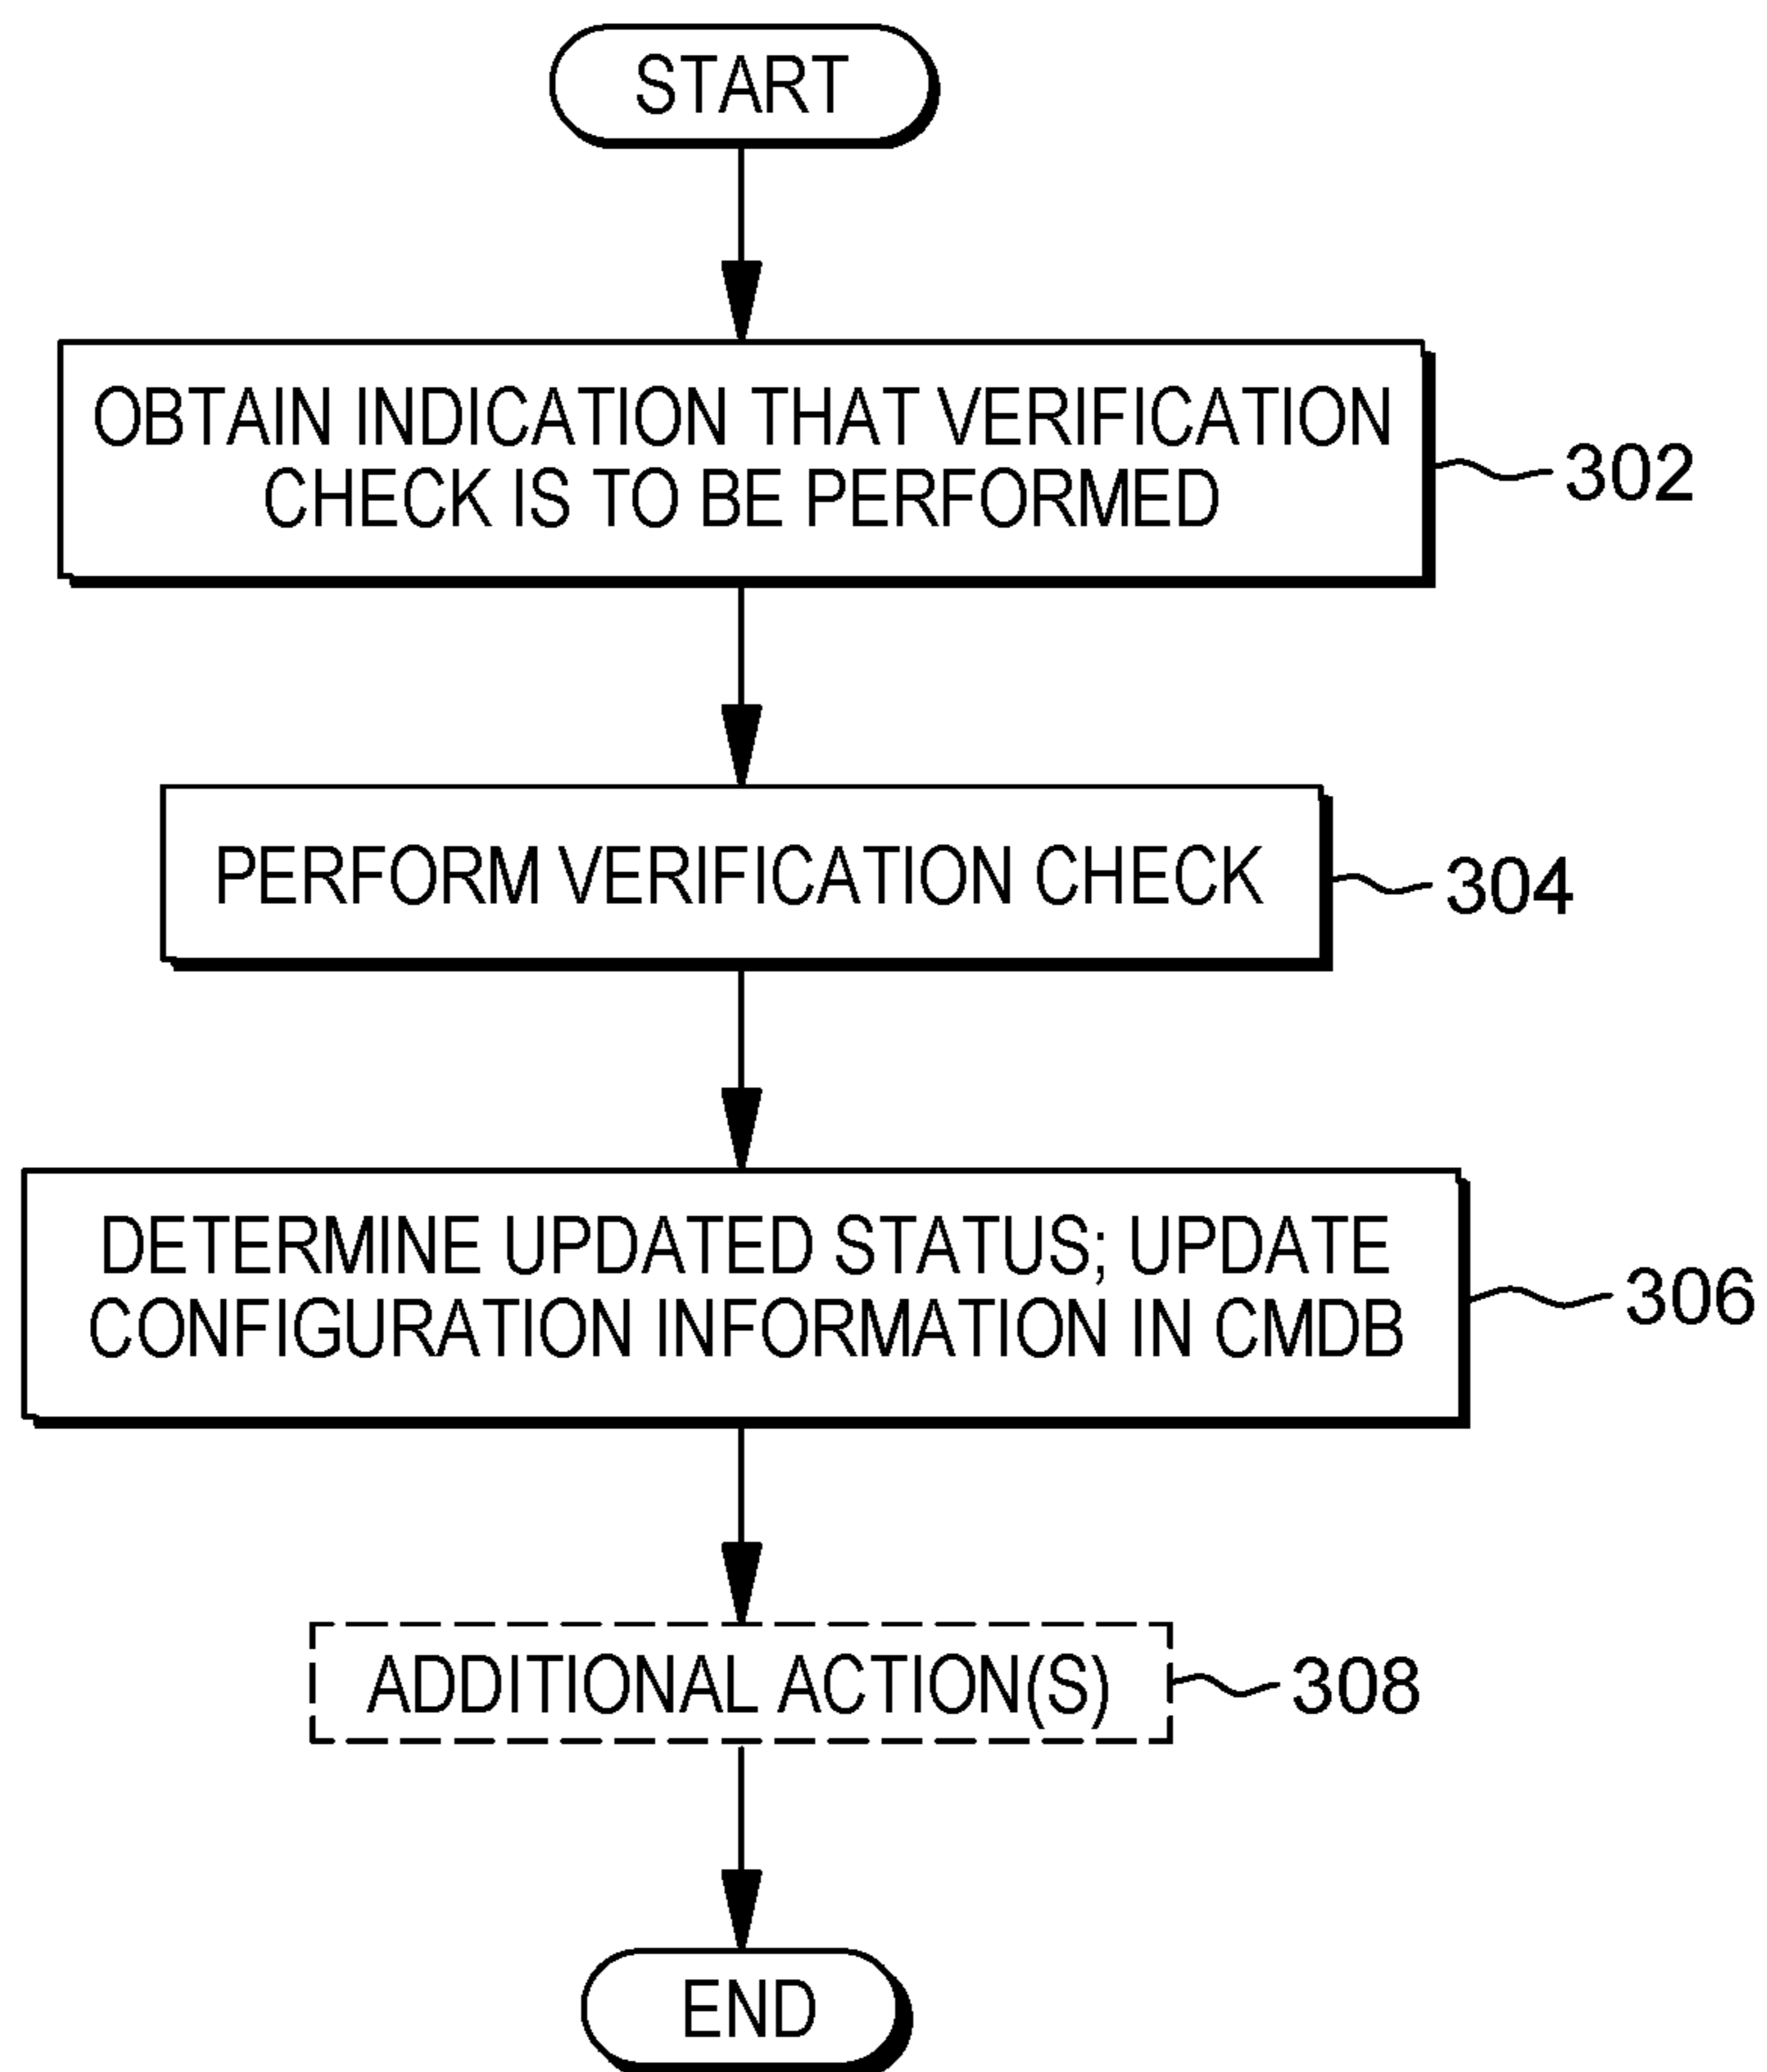 START
OBTAIN INDICATION THAT VERIFICATION
CHECK IS TO BE PERFORMED
302
PERFORM VERIFICATION CHECK
304
DETERMINE UPDATED STATUS; UPDATE
CONFIGURATION INFORMATION IN CMDB
306
ADDITIONAL ACTION(S)
308
END